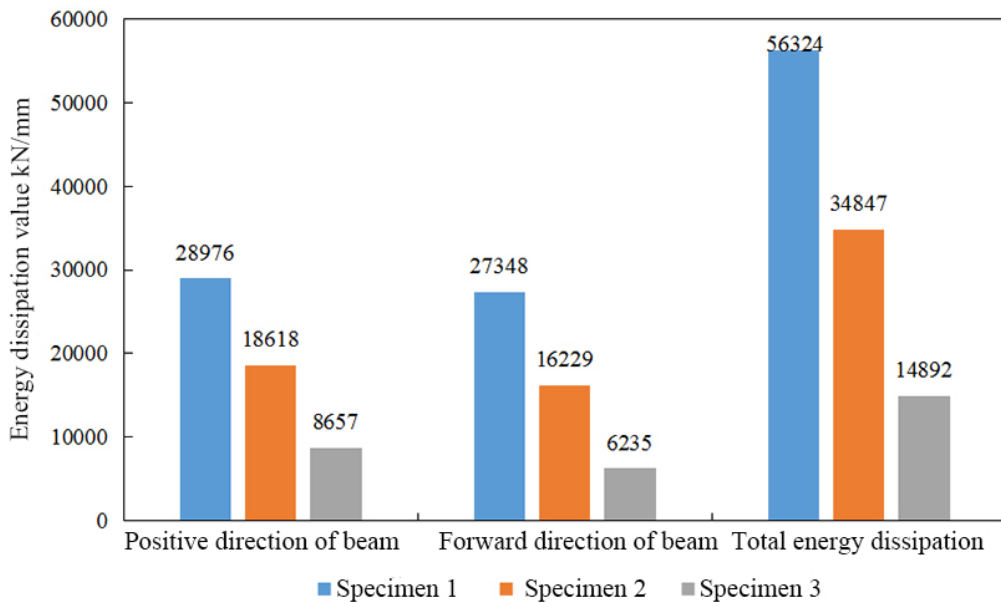 Energy dissipation value kN/mm
60000
50000
40000
30000
20000
10000
0
28976
18618
8657
27348
16229
6235
56324
34847
14892
Positive direction of beam
Forward direction of beam
Total energy dissipation
Specimen 1
Specimen 2
Specimen 3